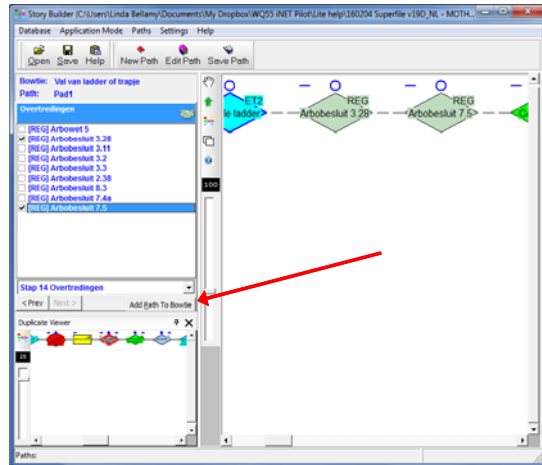 Story Builder (C:\Users\Linda Bellamy\Documents\My Dropbox\WQ55 iNET Pilot\Lite help\160204 Superfile v19D_NL - MOTH...
Database Application Mode Paths Settings Help
Open Save Help New Path Edit Path Save Path
Bowtie: Val van ladder of trapje
Path: Pad1
Overtredingen
[REG] Arbowet 5
[REG] Arbobesluit 3.28
[REG] Arbobesluit 3.11
[REG] Arbobesluit 3.2
[REG] Arbobesluit 3.3
[REG] Arbobesluit 2.38
[REG] Arbobesluit 8.3
[REG] Arbobesluit 7.4a
[REG] Arbobesluit 7.5
100
ET2
le ladder
REG
Arbobesluit 3.28
REG
Arbobesluit 7.5
Stap 14 Overtredingen
< Prev Next > Add Path To Bowtie
Duplicate Viewer
25
Paths: